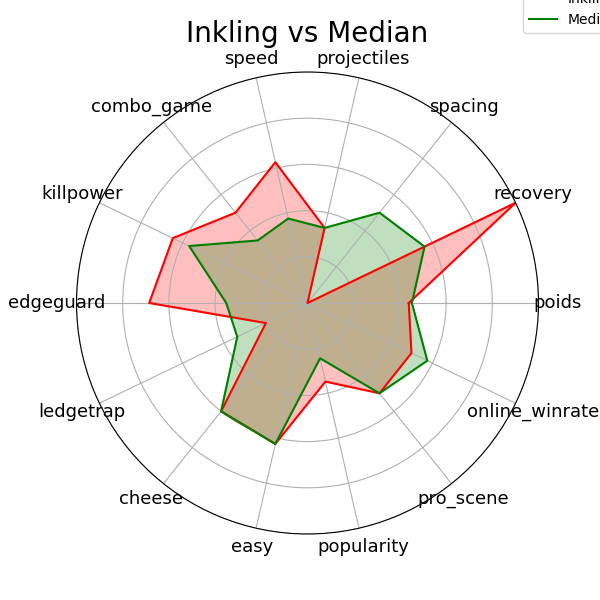 Inkling vs Median
speed
projectiles
combo_game
spacing
killpower
recovery
edgeguard
poids
ledgetrap
online_winrate
cheese
pro_scene
easy
popularity